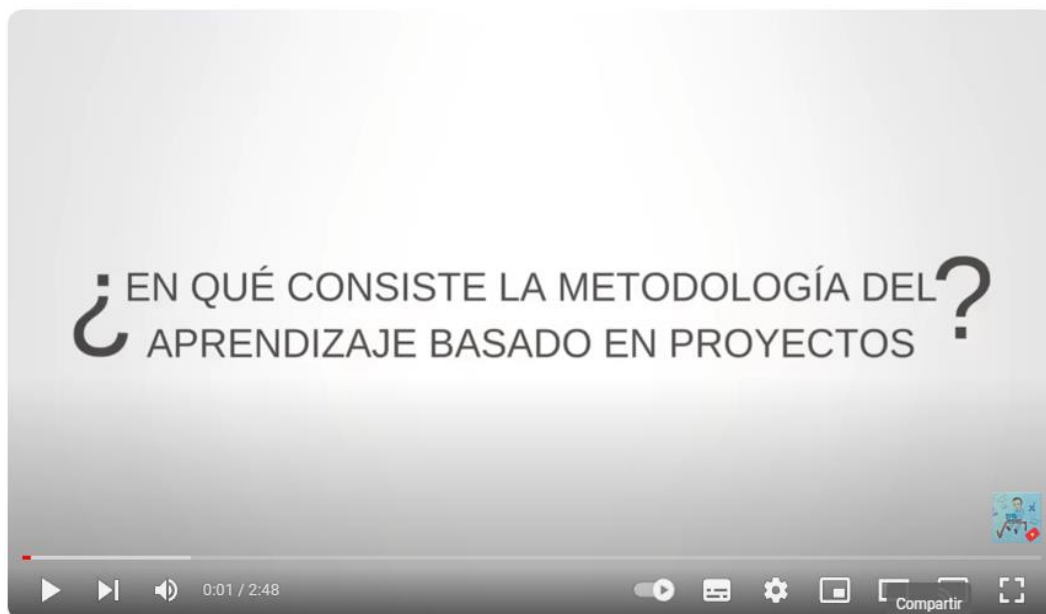 ¿EN QUÉ CONSISTE LA METODOLOGÍA DEL
APRENDIZAJE BASADO EN PROYECTOS?
0:01 / 2:48
Compartir